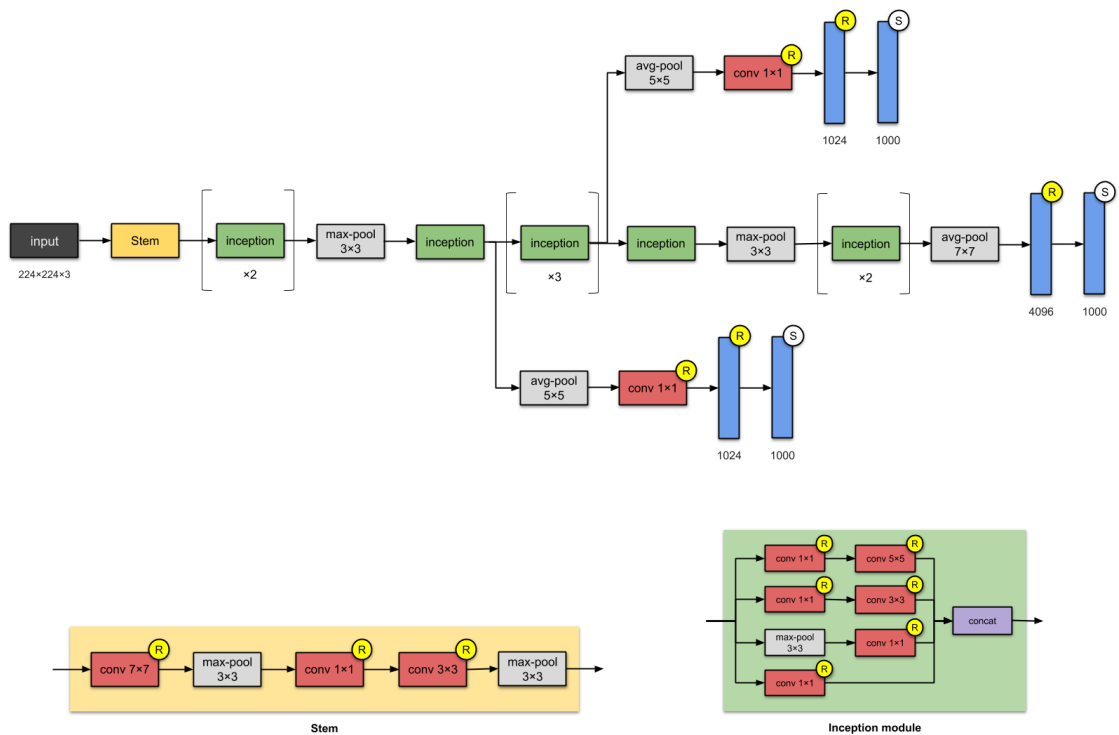 R
S
avg-pool
5×5
conv 1×1
R
1024
1000
R
S
input
Stem
inception
max-pool
3×3
inception
inception
inception
max-pool
3×3
inception
avg-pool
7×7
224×224×3
×2
×3
×2
4096
1000
R
S
avg-pool
5×5
conv 1×1
R
1024
1000
conv 7×7
R
max-pool
3×3
conv 1×1
R
conv 3×3
R
max-pool
3×3
Stem
conv 1×1
R
conv 5×5
R
conv 1×1
R
conv 3×3
R
max-pool
3×3
conv 1×1
R
conv 1×1
R
concat
Inception module